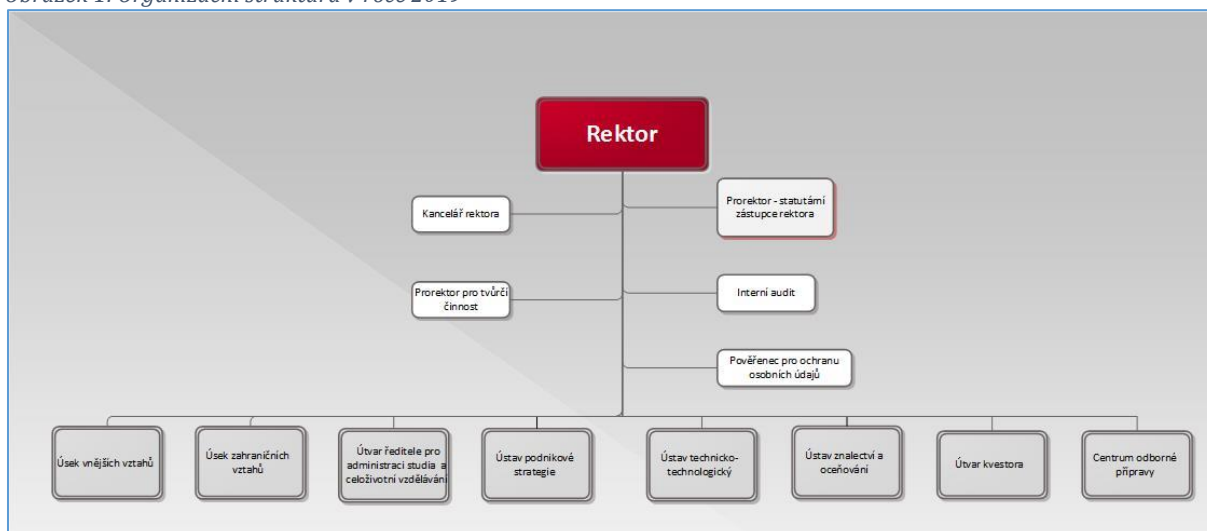 Rektor
Kancelář rektora
Prorektor - statutární
zástupce rektora
Prorektor pro tvůrčí
činnost
Interní audit
Pověřenec pro ochranu
osobních údajů
Úsek vnějších vztahů
Úsek zahraničních
vztahů
Útvar ředitele pro
administraci studia a
celoživotní vzdělávání
Ústav podnikové
strategie
Ústav technicko-
technologický
Ústav znalectví a
oceňování
Útvar kvestora
Centrum odborné
přípravy